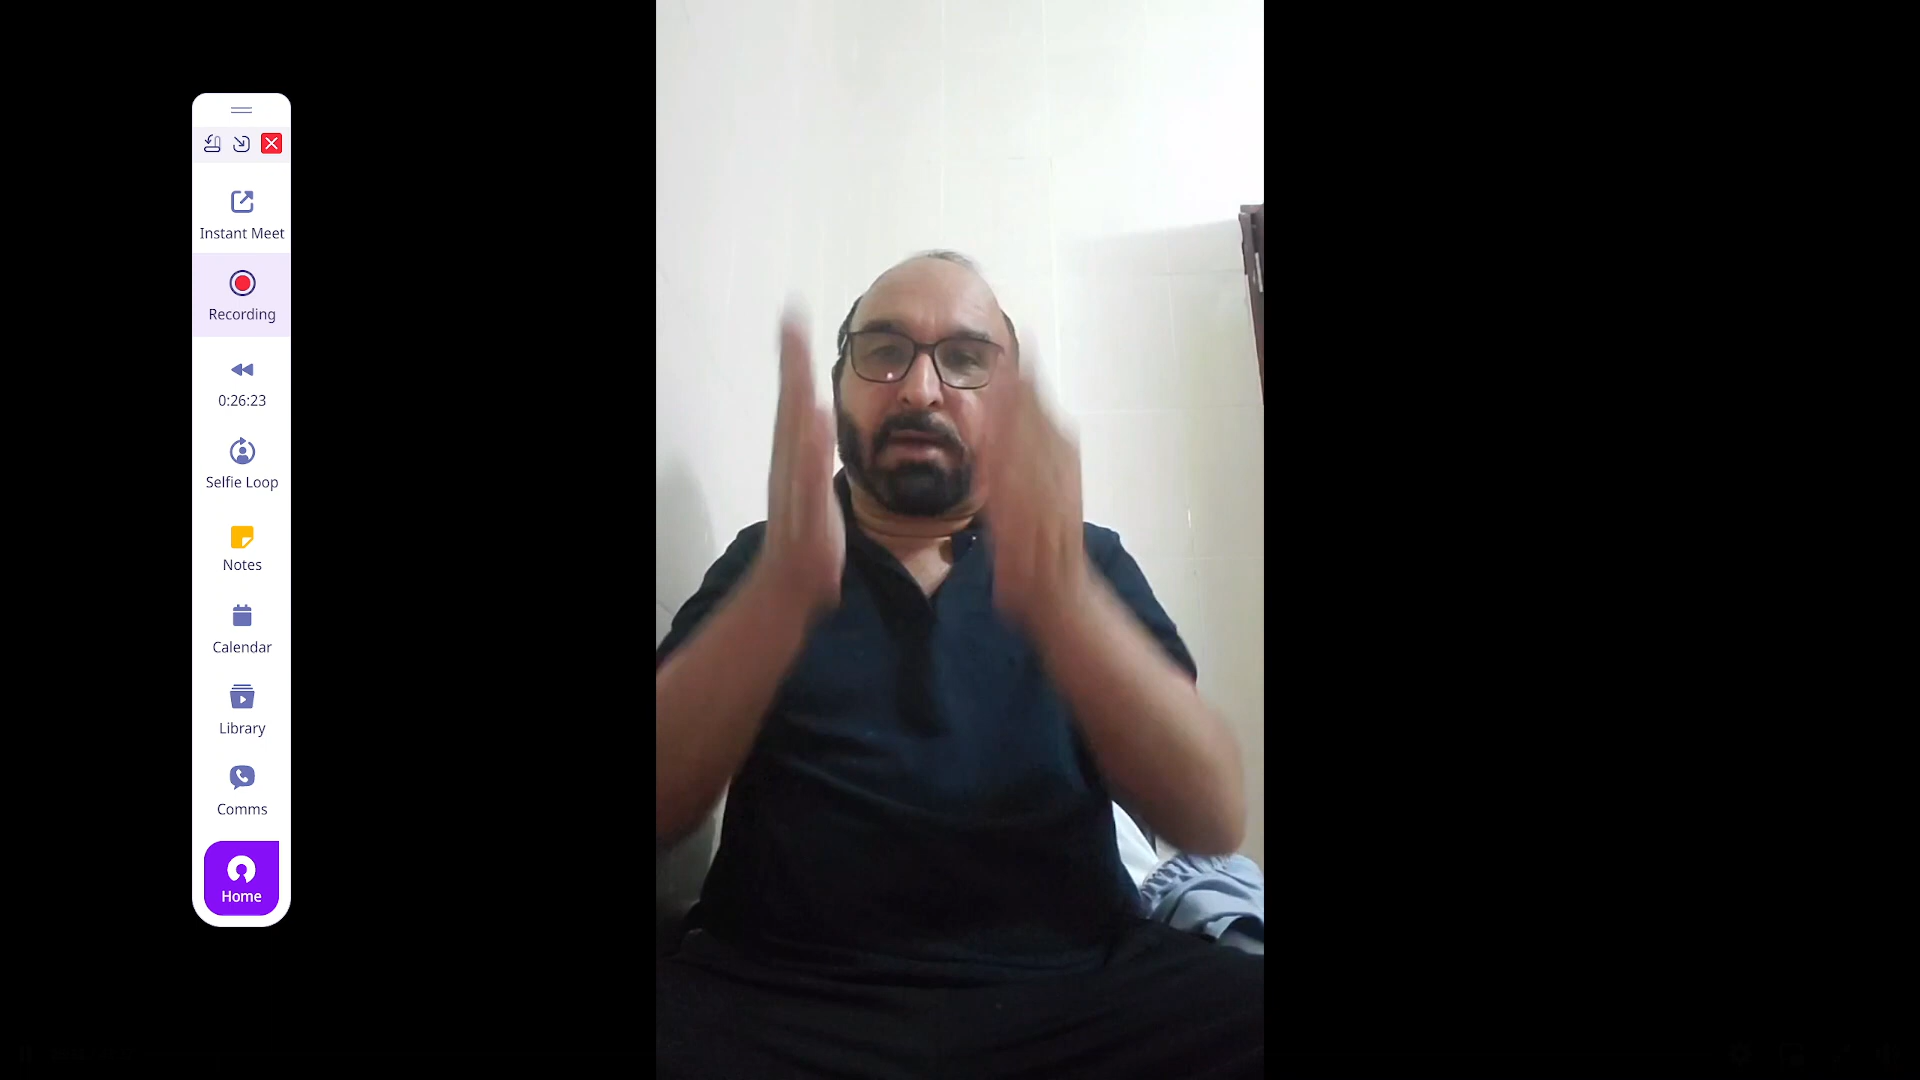 Instant Meet
Recording
0:26:23
Selfie Loop
Notes
Calendar
Library
Comms
Home